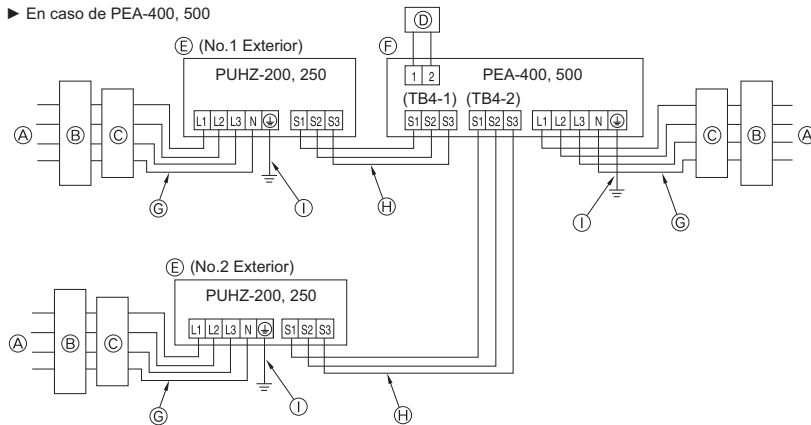 ► En caso de PEA-400, 500
D
E (No.1 Exterior)
F
PUHZ-200, 250
1 2
PEA-400, 500
(TB4-1) (TB4-2)
L1 L2 L3 N
S1 S2 S3
S1 S2 S3
S1 S2 S3
L1 L2 L3 N
A
B
C
C
B
A
G
I
H
I
G
E (No.2 Exterior)
PUHZ-200, 250
L1 L2 L3 N
S1 S2 S3
A
B
C
G
I
H